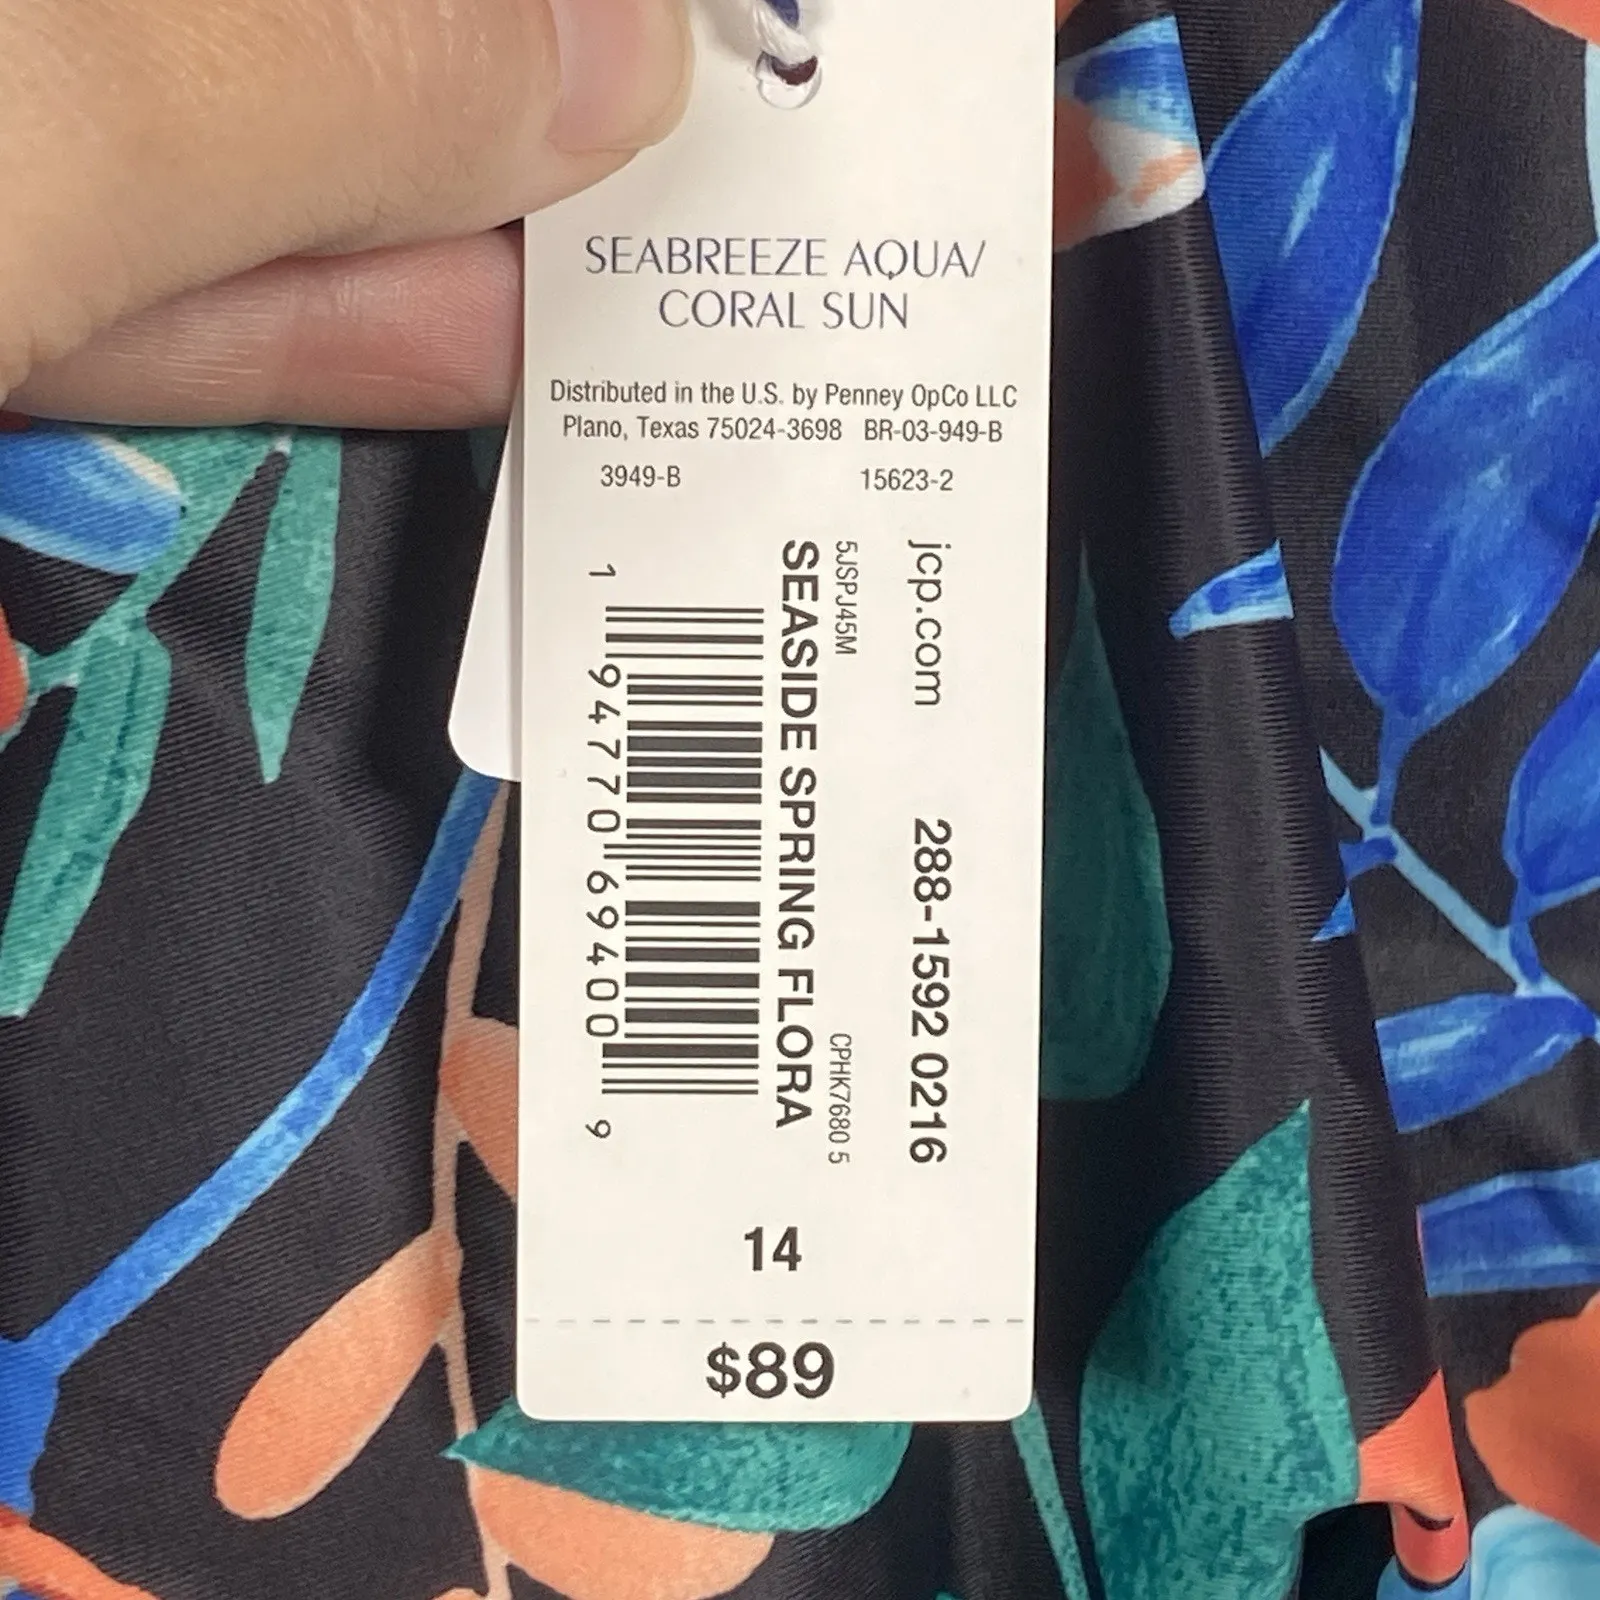 SEABREEZE AQUA/
CORAL SUN
Distributed in the U.S. by Penney OpCo LLC
Plano, Texas 75024-3698 BR-03-949-B
3949-B 15623-2
jcp.com 288-1592 0216
5JSPJ45M CPHK7680 5
SEASIDE SPRING FLORA
1 94770 69400 9
14
$89